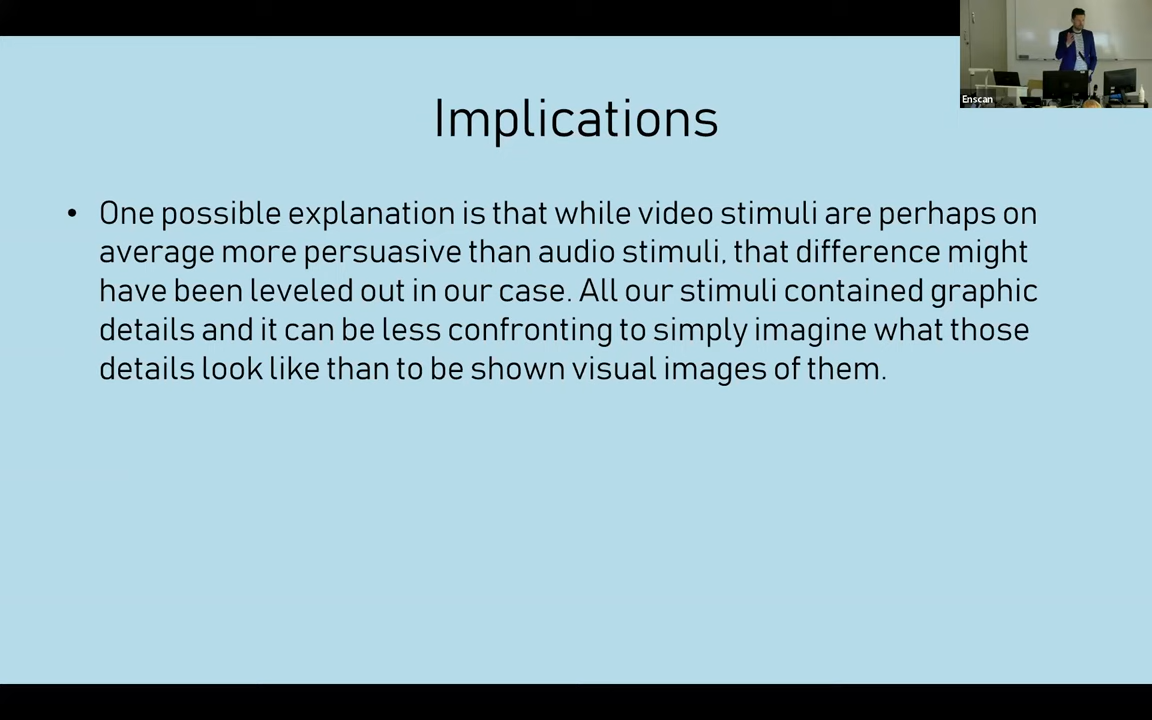 Enscan
Implications
• One possible explanation is that while video stimuli are perhaps on
average more persuasive than audio stimuli, that difference might
have been leveled out in our case. All our stimuli contained graphic
details and it can be less confronting to simply imagine what those
details look like than to be shown visual images of them.